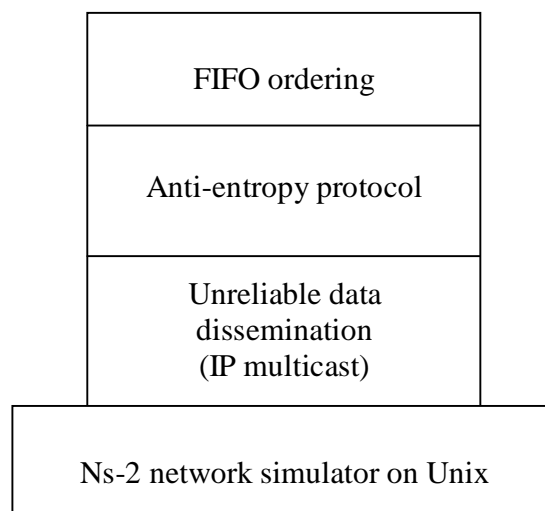 FIFO ordering
Anti-entropy protocol
Unreliable data
dissemination
(IP multicast)
Ns-2 network simulator on Unix